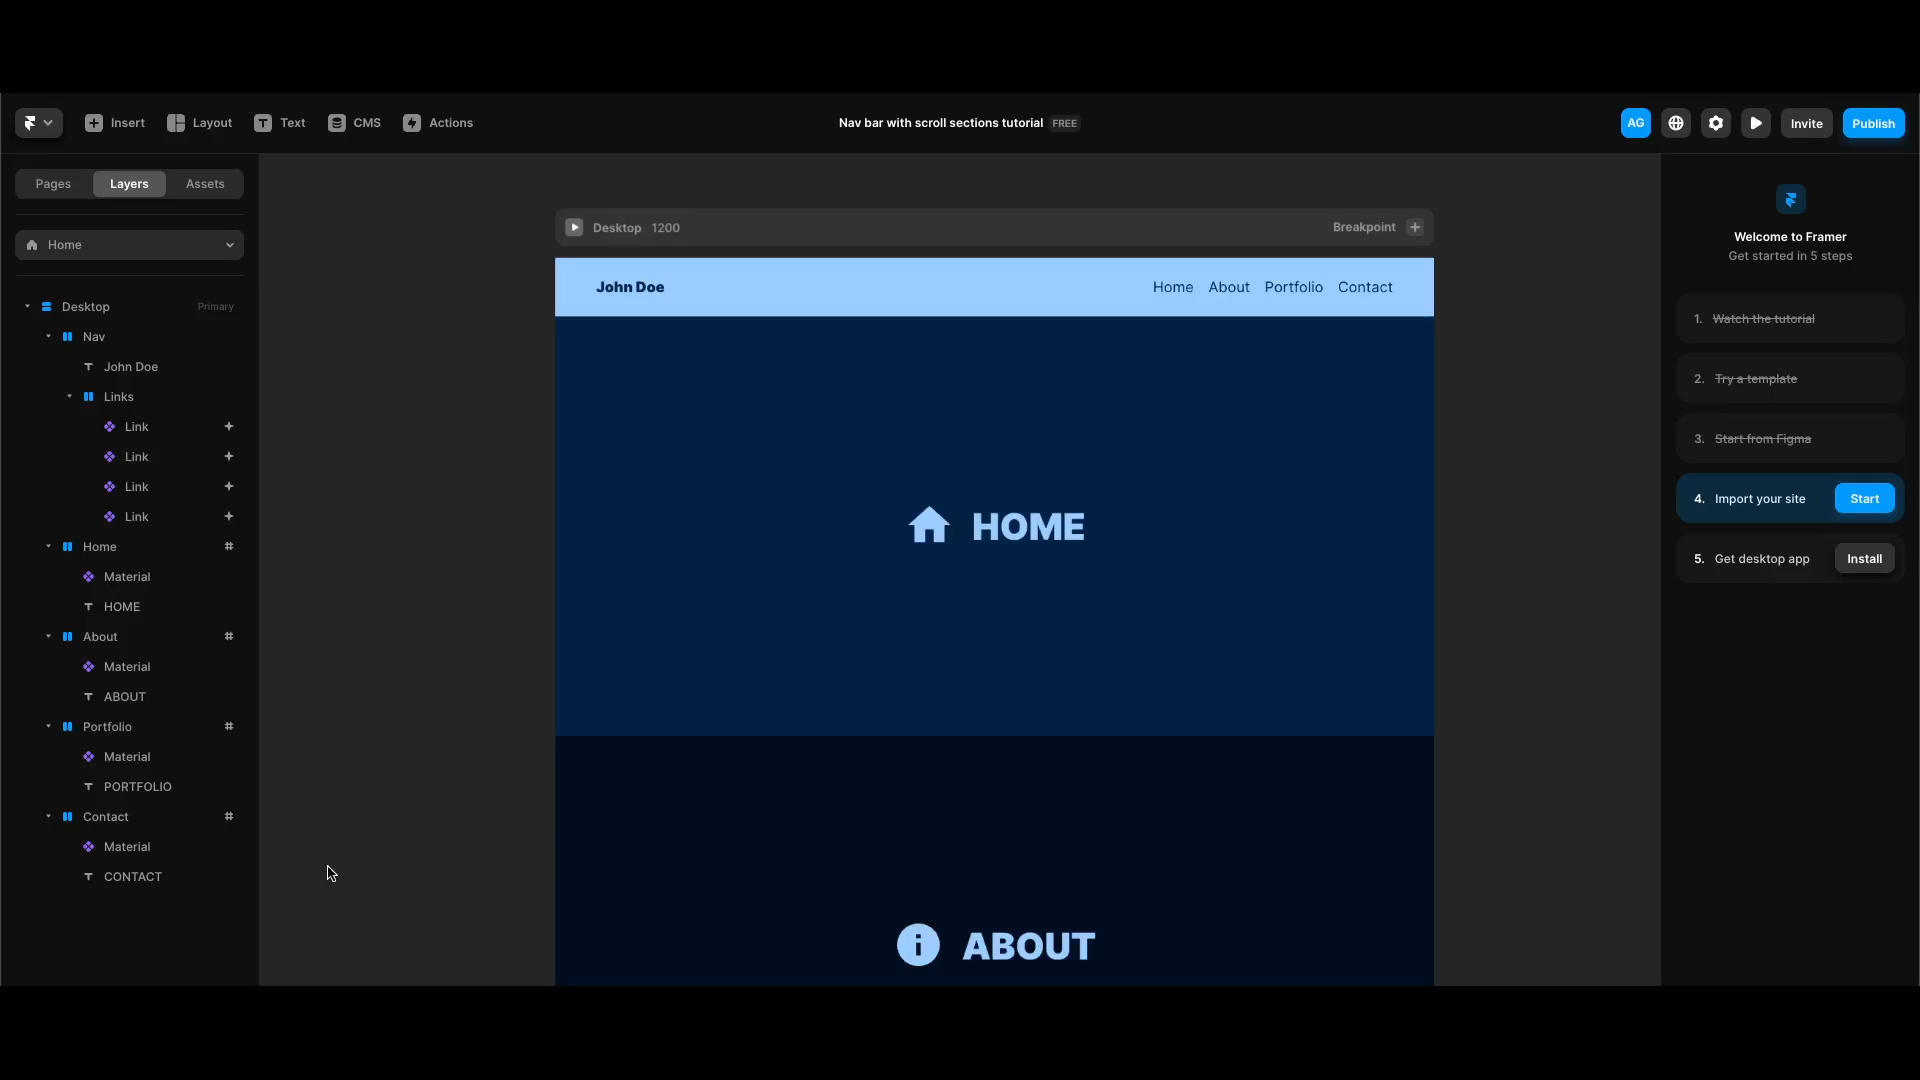 Insert Layout Text CMS Actions Nav bar with scroll sections tutorial FREE AG Invite Publish
Pages Layers Assets
Home
Desktop Primary
Nav
John Doe
Links
Link
Link
Link
Link
Home
Material
HOME
About
Material
ABOUT
Portfolio
Material
PORTFOLIO
Contact
Material
CONTACT
Desktop 1200 Breakpoint
John Doe Home About Portfolio Contact
HOME
ABOUT
Welcome to Framer
Get started in 5 steps
1. Watch the tutorial
2. Try a template
3. Start from Figma
4. Import your site Start
5. Get desktop app Install